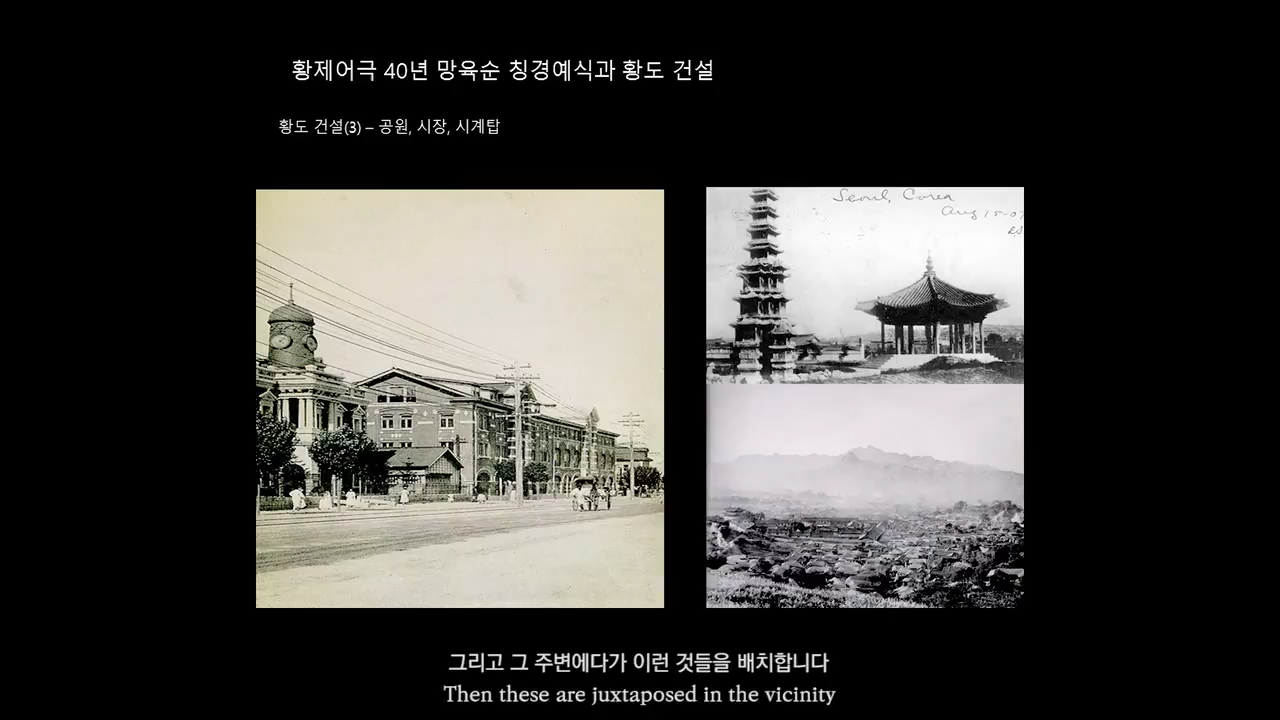 황제어극 40년 망육순 칭경예식과 황도 건설
황도 건설(3) – 공원, 시장, 시계탑
Seoul, Corea
Aug 15-07
그리고 그 주변에다가 이런 것들을 배치합니다
Then these are juxtaposed in the vicinity